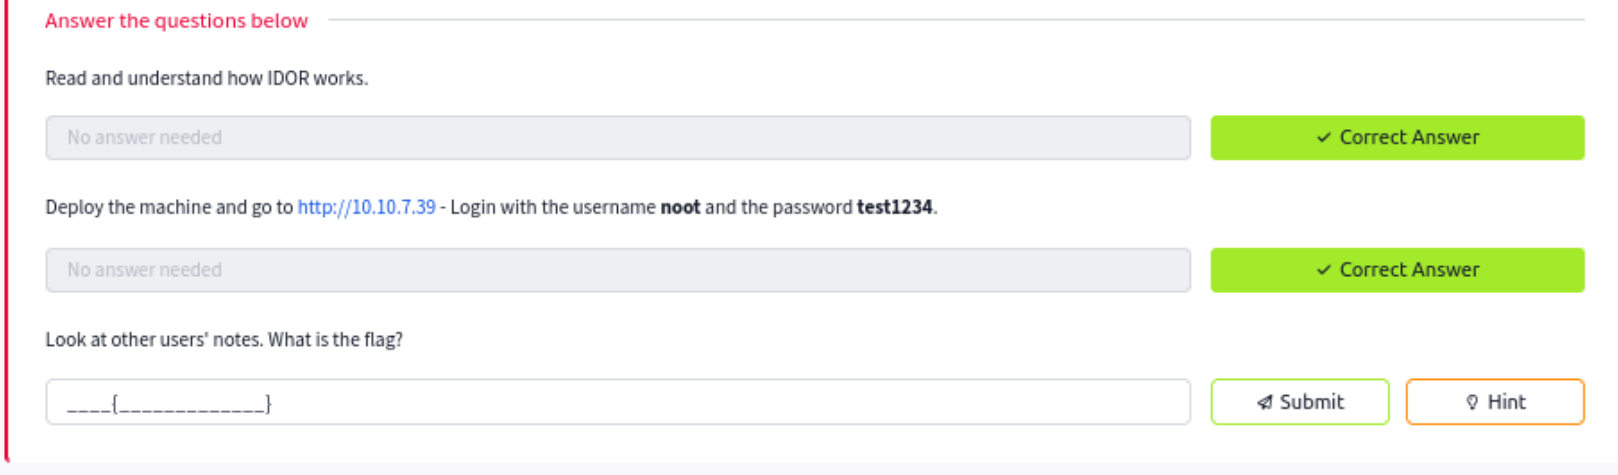 Answer the questions below
Read and understand how IDOR works.
No answer needed
✓ Correct Answer
Deploy the machine and go to http://10.10.7.39 - Login with the username noot and the password test1234.
No answer needed
✓ Correct Answer
Look at other users' notes. What is the flag?
____{_____________}
Submit
Hint